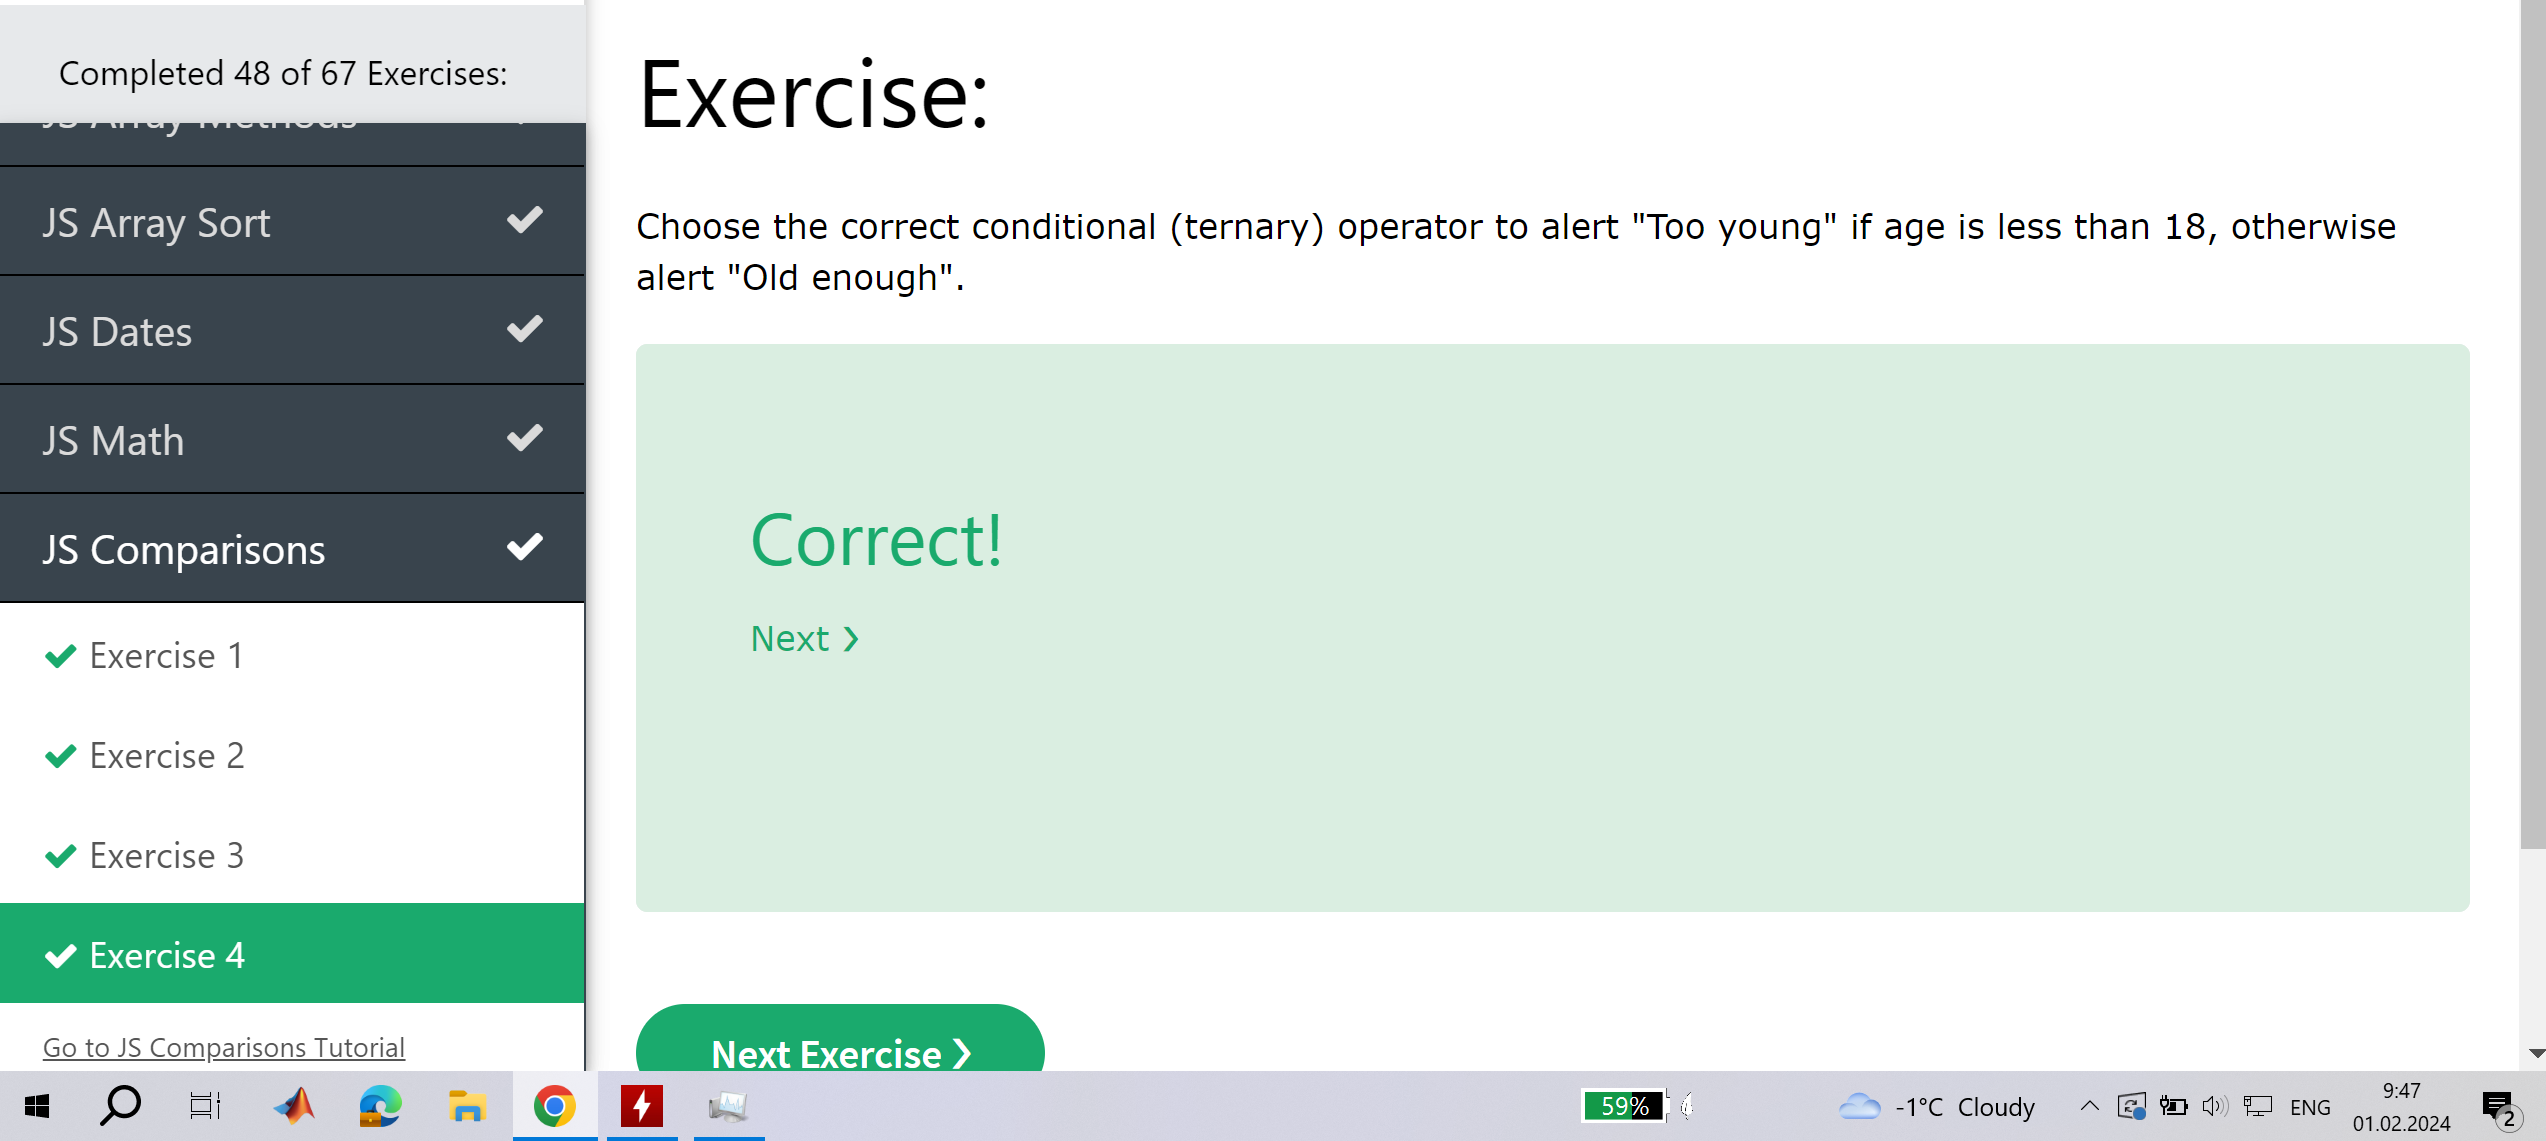 Completed 48 of 67 Exercises:
JS Array Methods
JS Array Sort
JS Dates
JS Math
JS Comparisons
Exercise 1
Exercise 2
Exercise 3
Exercise 4
Go to JS Comparisons Tutorial
Exercise:
Choose the correct conditional (ternary) operator to alert "Too young" if age is less than 18, otherwise
alert "Old enough".
Correct!
Next ❯
Next Exercise ❯
59%
-1°C Cloudy
ENG
9:47
01.02.2024
2